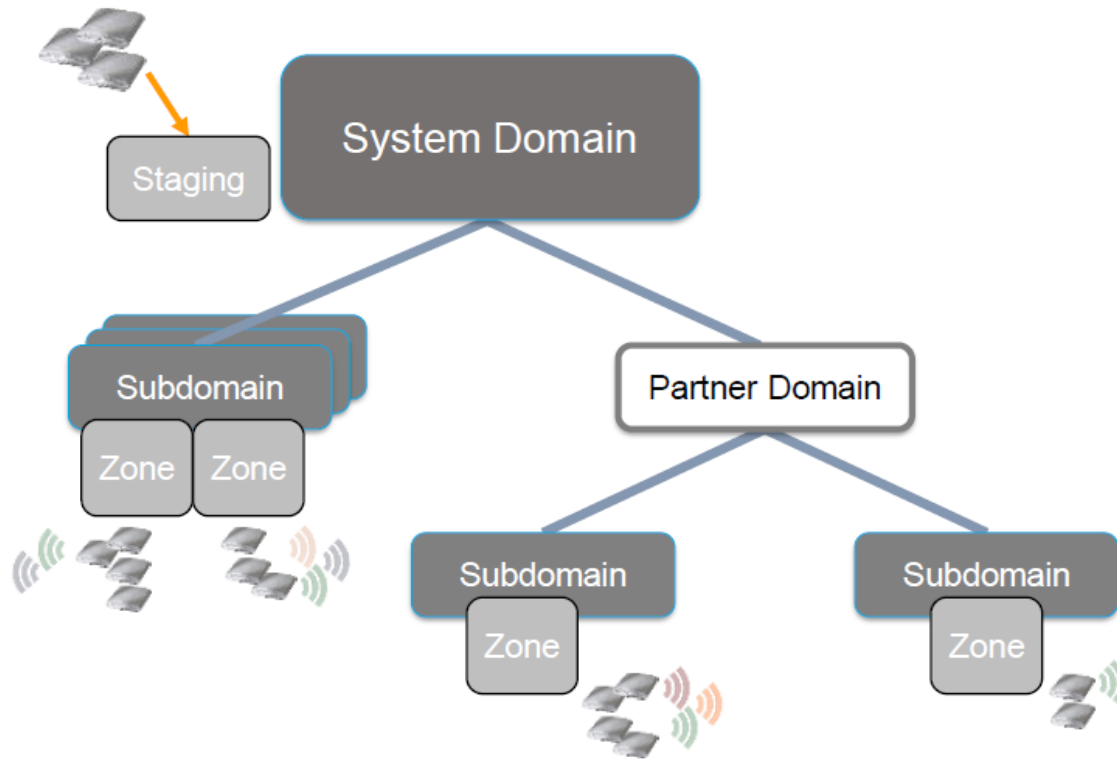 System Domain
Staging
Subdomain
Partner Domain
Zone
Zone
Subdomain
Subdomain
Zone
Zone